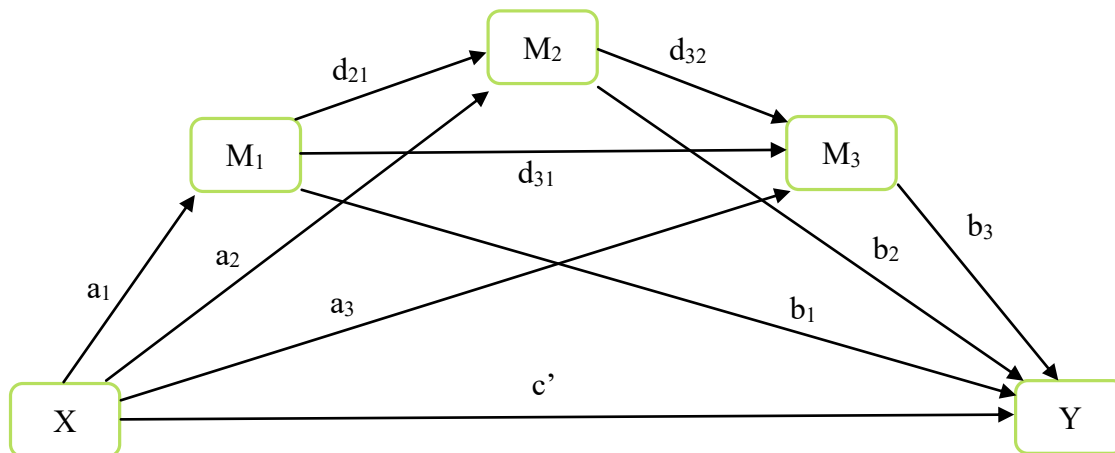 M₂
d₂₁
d₃₂
M₁
M₃
d₃₁
a₂
b₂
b₃
a₁
a₃
b₁
c’
X
Y